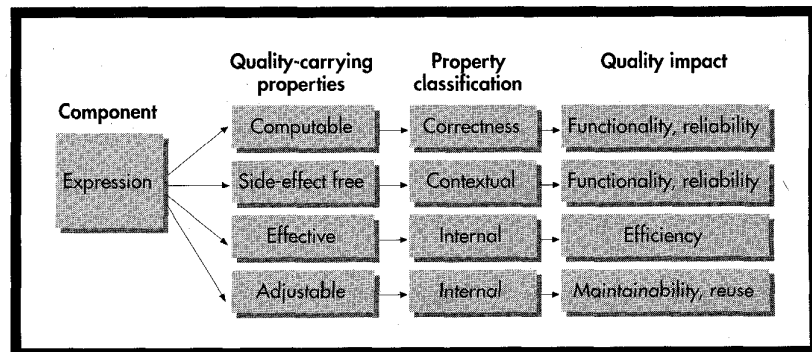 Quality-carrying properties
Property classification
Quality impact
Component
Expression
Computable
Correctness
Functionality, reliability
Side-effect free
Contextual
Functionality, reliability
Effective
Internal
Efficiency
Adjustable
Internal
Maintainability, reuse